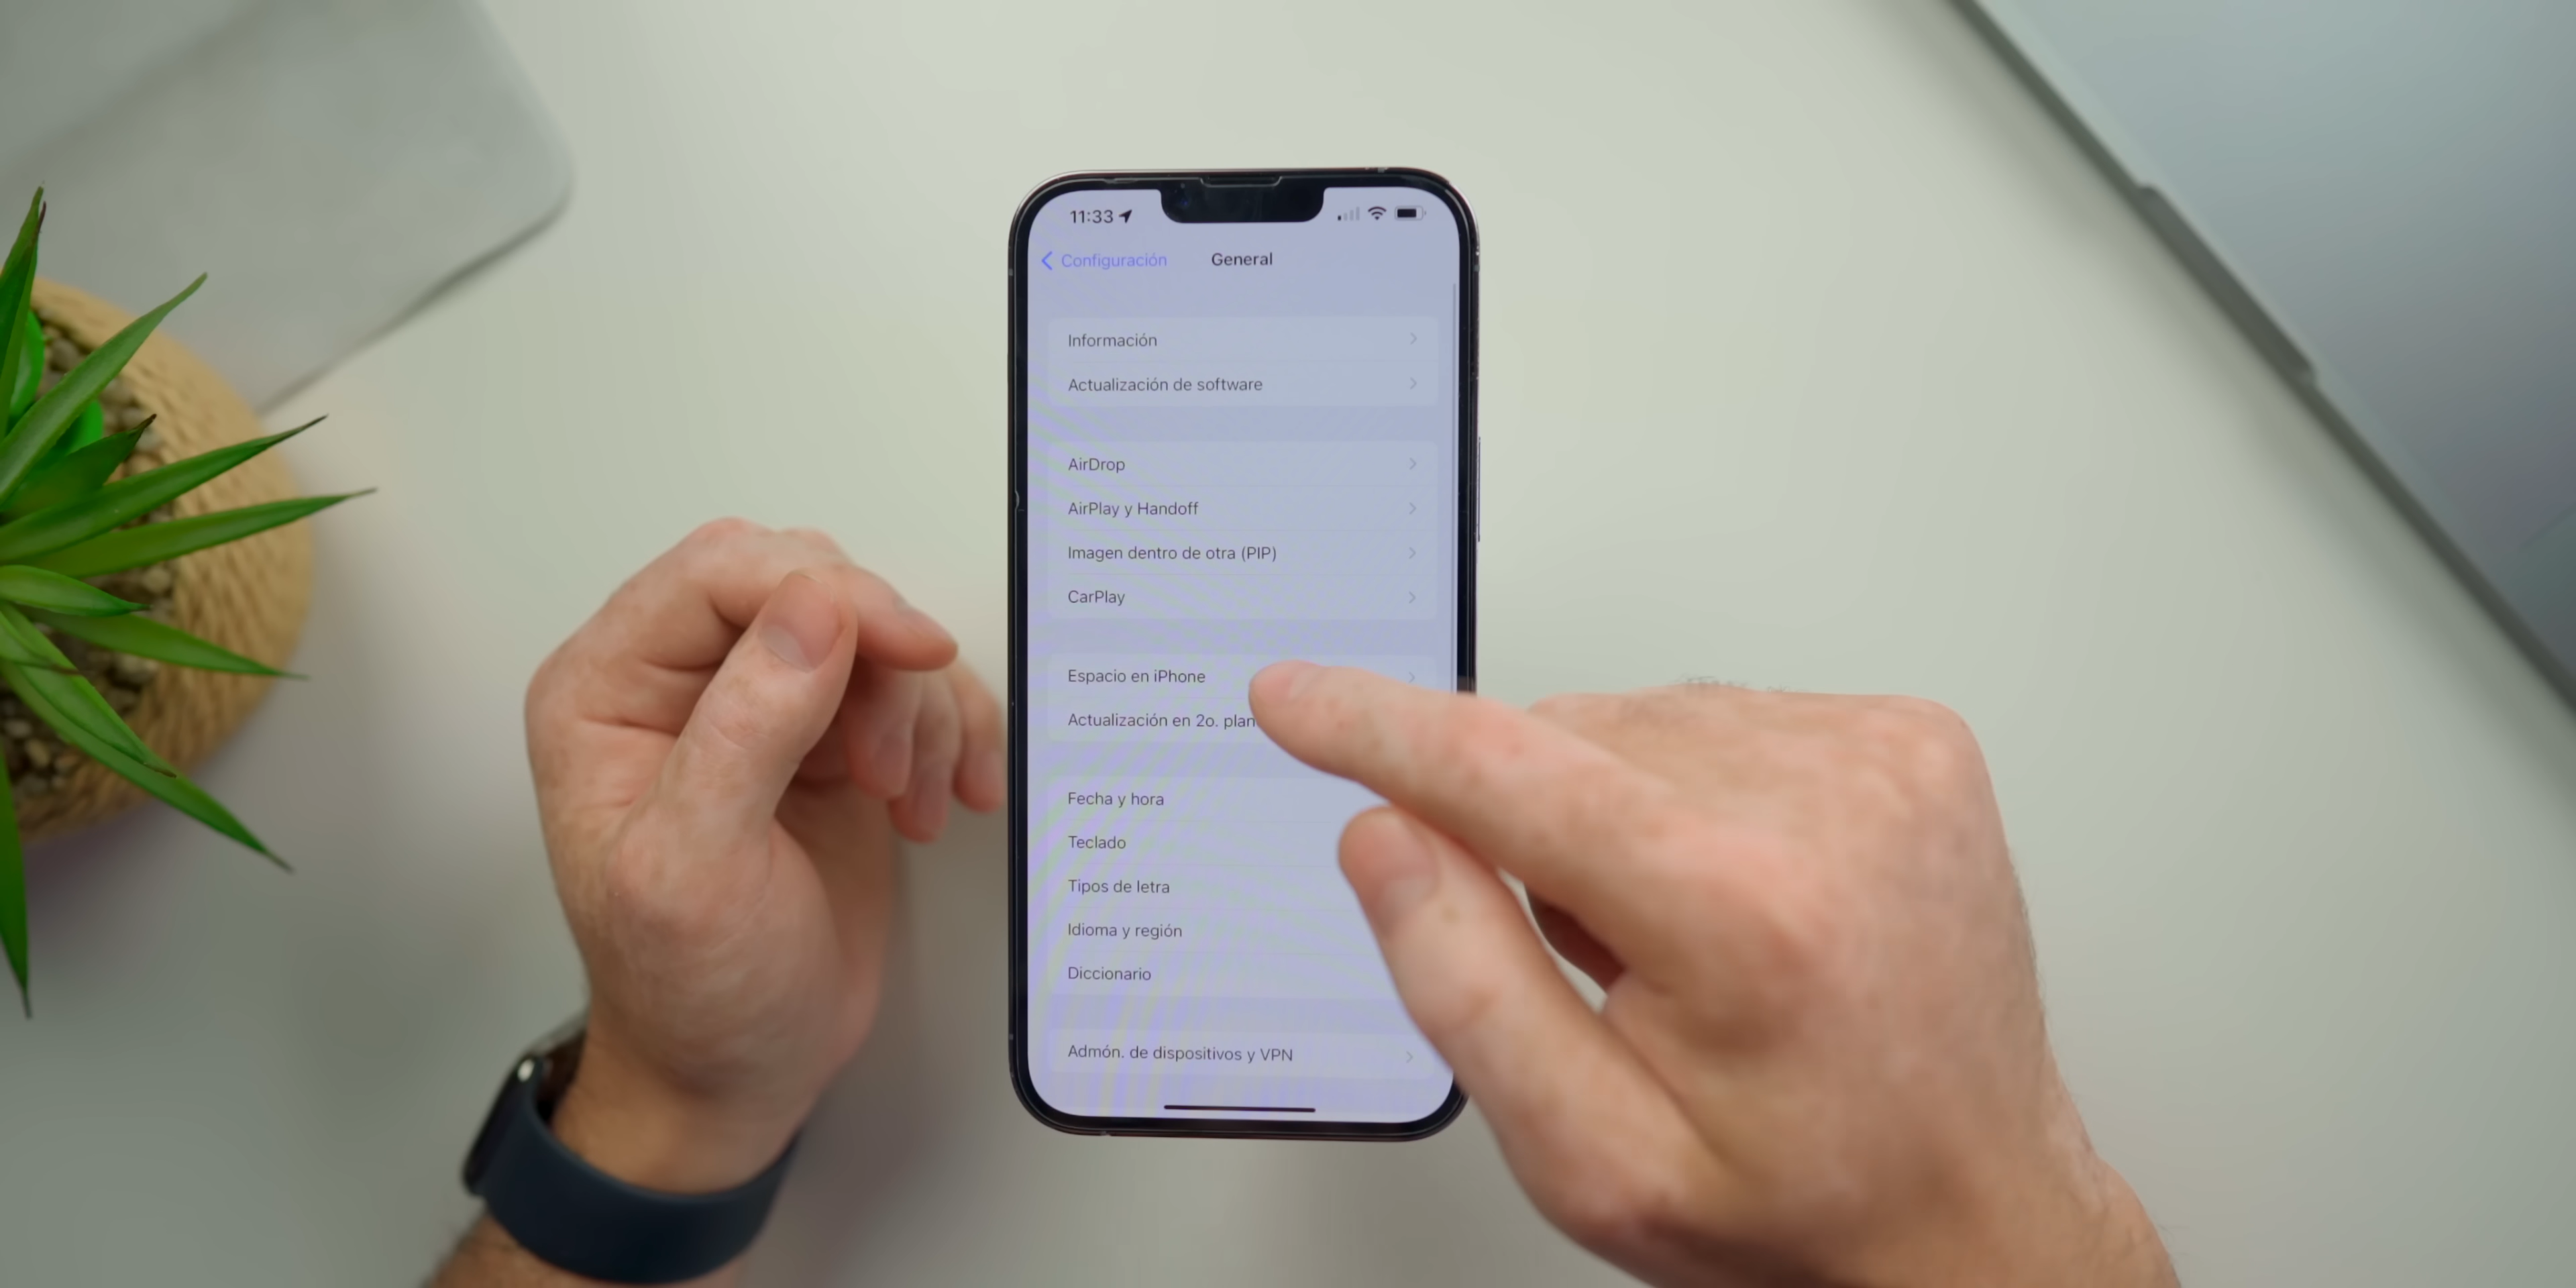 11:33
Configuración General
Información
Actualización de software
AirDrop
AirPlay y Handoff
Imagen dentro de otra (PIP)
CarPlay
Espacio en iPhone
Actualización en 2o. plan
Fecha y hora
Teclado
Tipos de letra
Idioma y región
Diccionario
Admón. de dispositivos y VPN